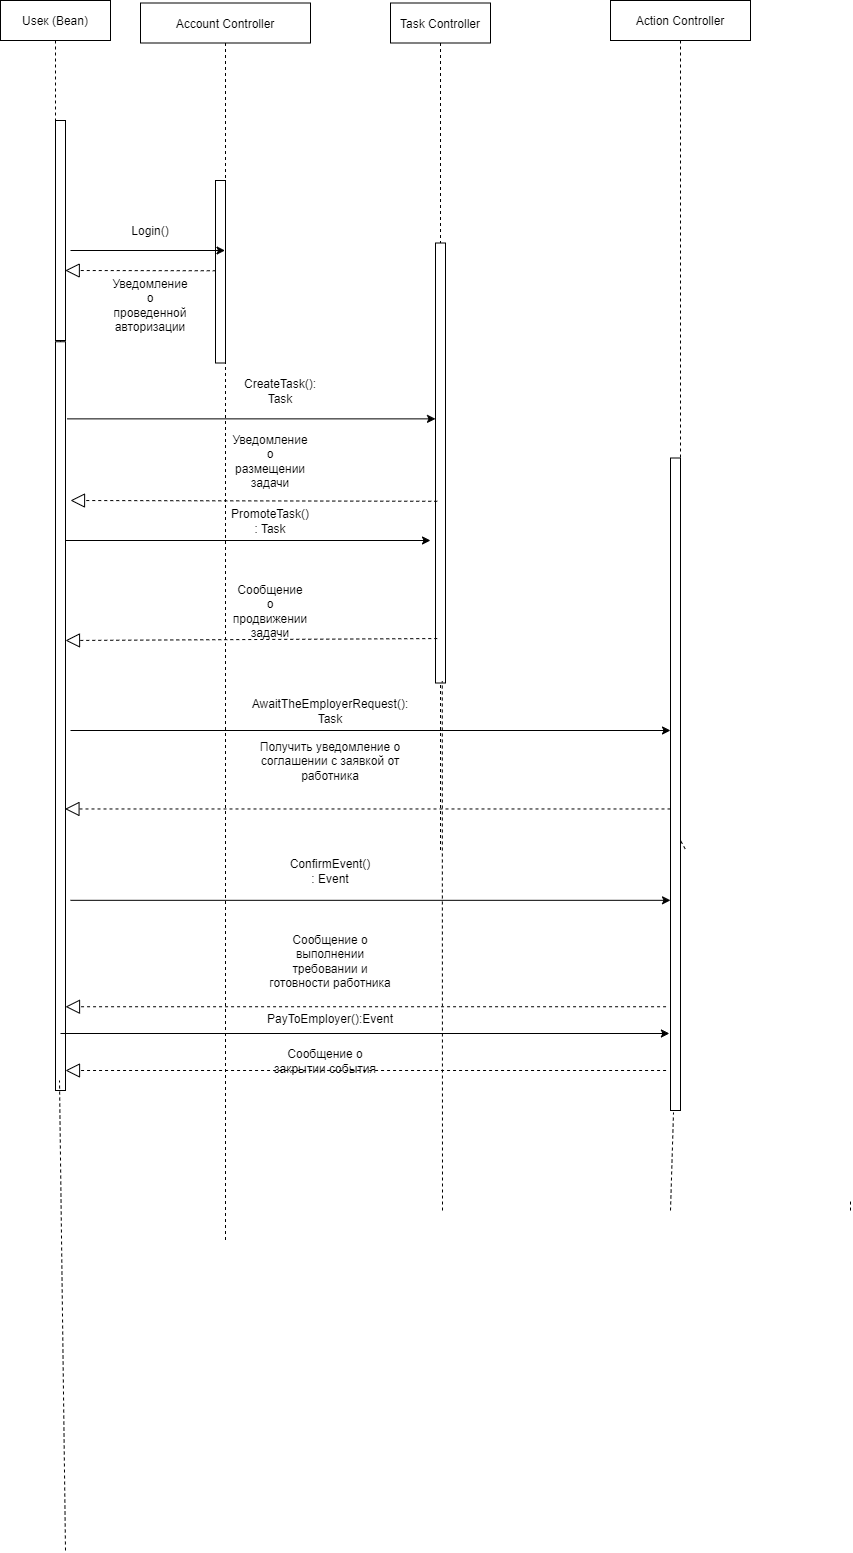 Useк (Bean)
Account Controller
Task Controller
Action Controller
Login()
Уведомление
о
проведенной
авторизации
CreateTask():
Task
Уведомление
о
размещении
задачи
PromoteTask()
: Task
Сообщение
о
продвижении
задачи
AwaitTheEmployerRequest():
Task
Получить уведомление о
соглашении с заявкой от
работника
ConfirmEvent()
: Event
Сообщение о
выполнении
требовании и
готовности работника
PayToEmployer():Event
Сообщение о
закрытии события